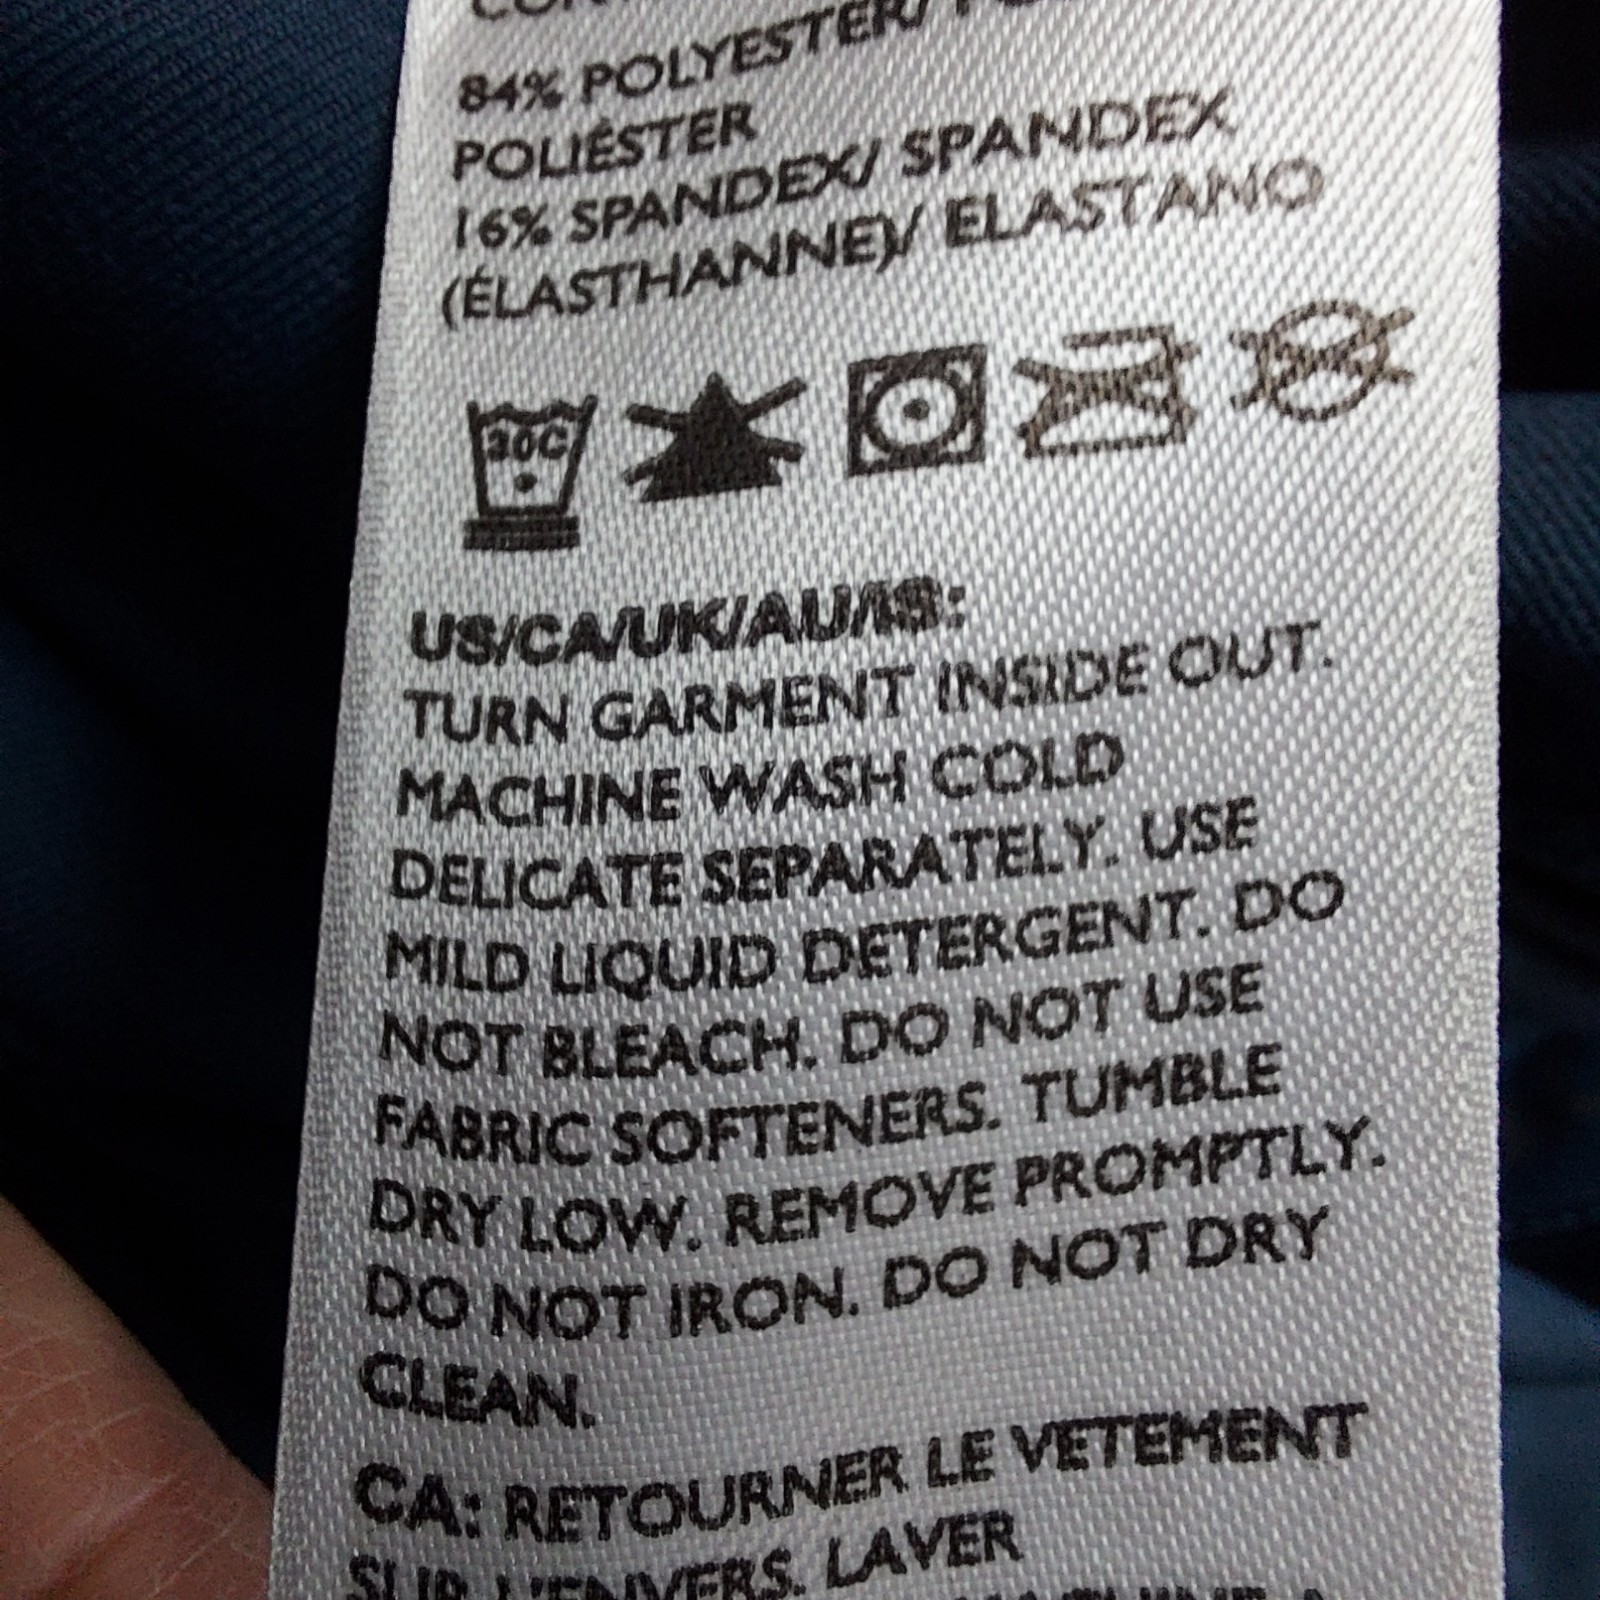 84% POLYESTER/
POLIÉSTER
16% SPANDEX/ SPANDEX
(ÉLASTHANNE)/ ELASTANO
30C
US/CA/UK/AU/IS:
TURN GARMENT INSIDE OUT.
MACHINE WASH COLD
DELICATE SEPARATELY. USE
MILD LIQUID DETERGENT. DO
NOT BLEACH. DO NOT USE
FABRIC SOFTENERS. TUMBLE
DRY LOW. REMOVE PROMPTLY.
DO NOT IRON. DO NOT DRY
CLEAN.
CA: RETOURNER LE VETEMENT
SUR L'ENVERS. LAVER